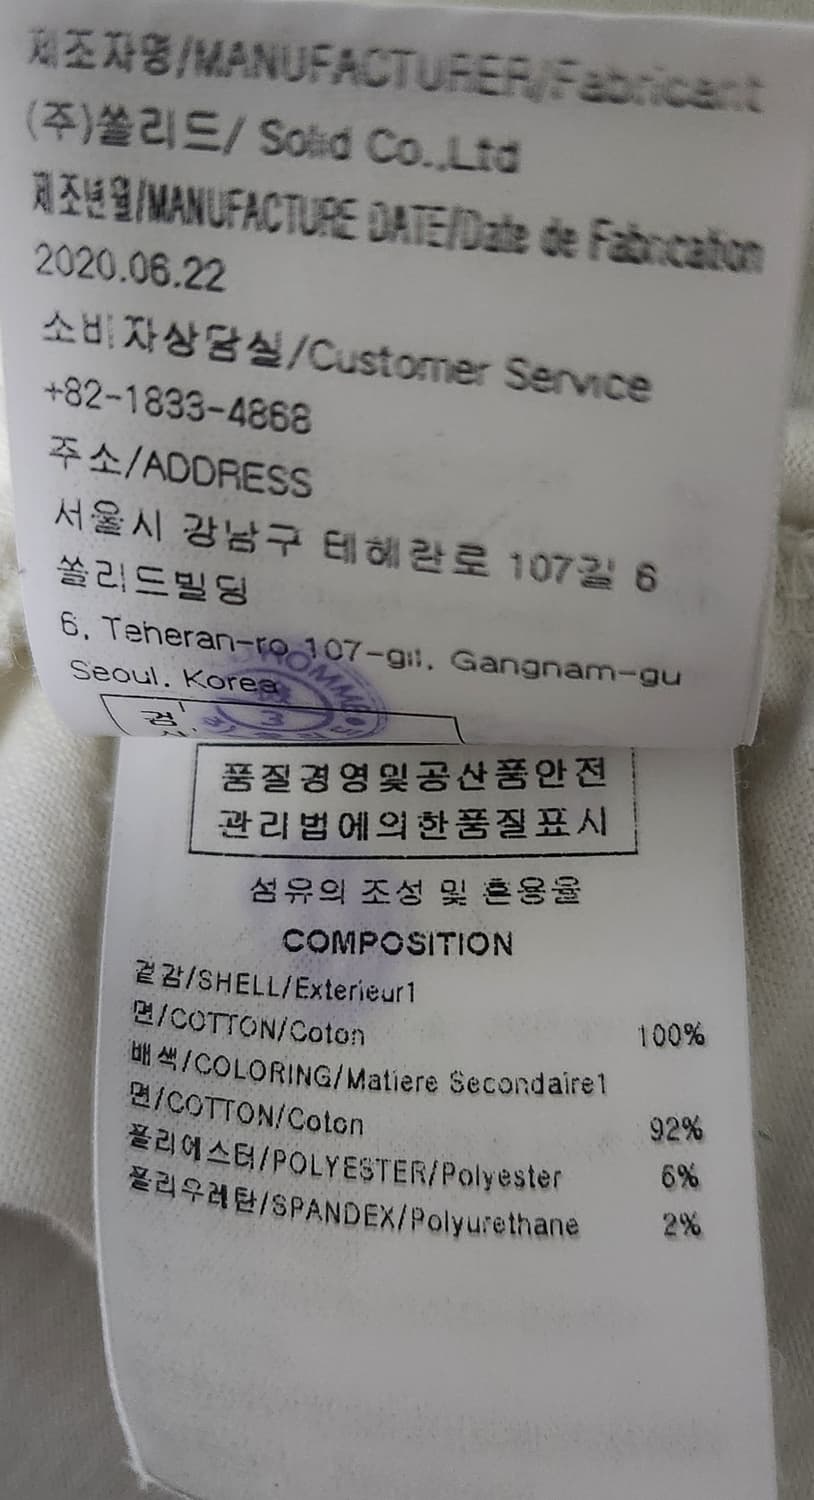 제조자명/MANUFACTURER/Fabricant
(주)쏠리드/ Solid Co.,Ltd
제조년월/MANUFACTURE DATE/Date de Fabrication
2020.06.22
소비자상담실/Customer Service
+82-1833-4868
주소/ADDRESS
서울시 강남구 테헤란로 107길 6
쏠리드빌딩
6, Teheran-ro 107-gil, Gangnam-gu
Seoul. Korea
HOMME
3
검
품질경영및공산품안전
관리법에의한품질표시
섬유의 조성 및 혼용율
COMPOSITION
겉감/SHELL/Exterieur1
면/COTTON/Coton 100%
배색/COLORING/Matiere Secondaire1
면/COTTON/Coton 92%
폴리에스터/POLYESTER/Polyester 6%
폴리우레탄/SPANDEX/Polyurethane 2%